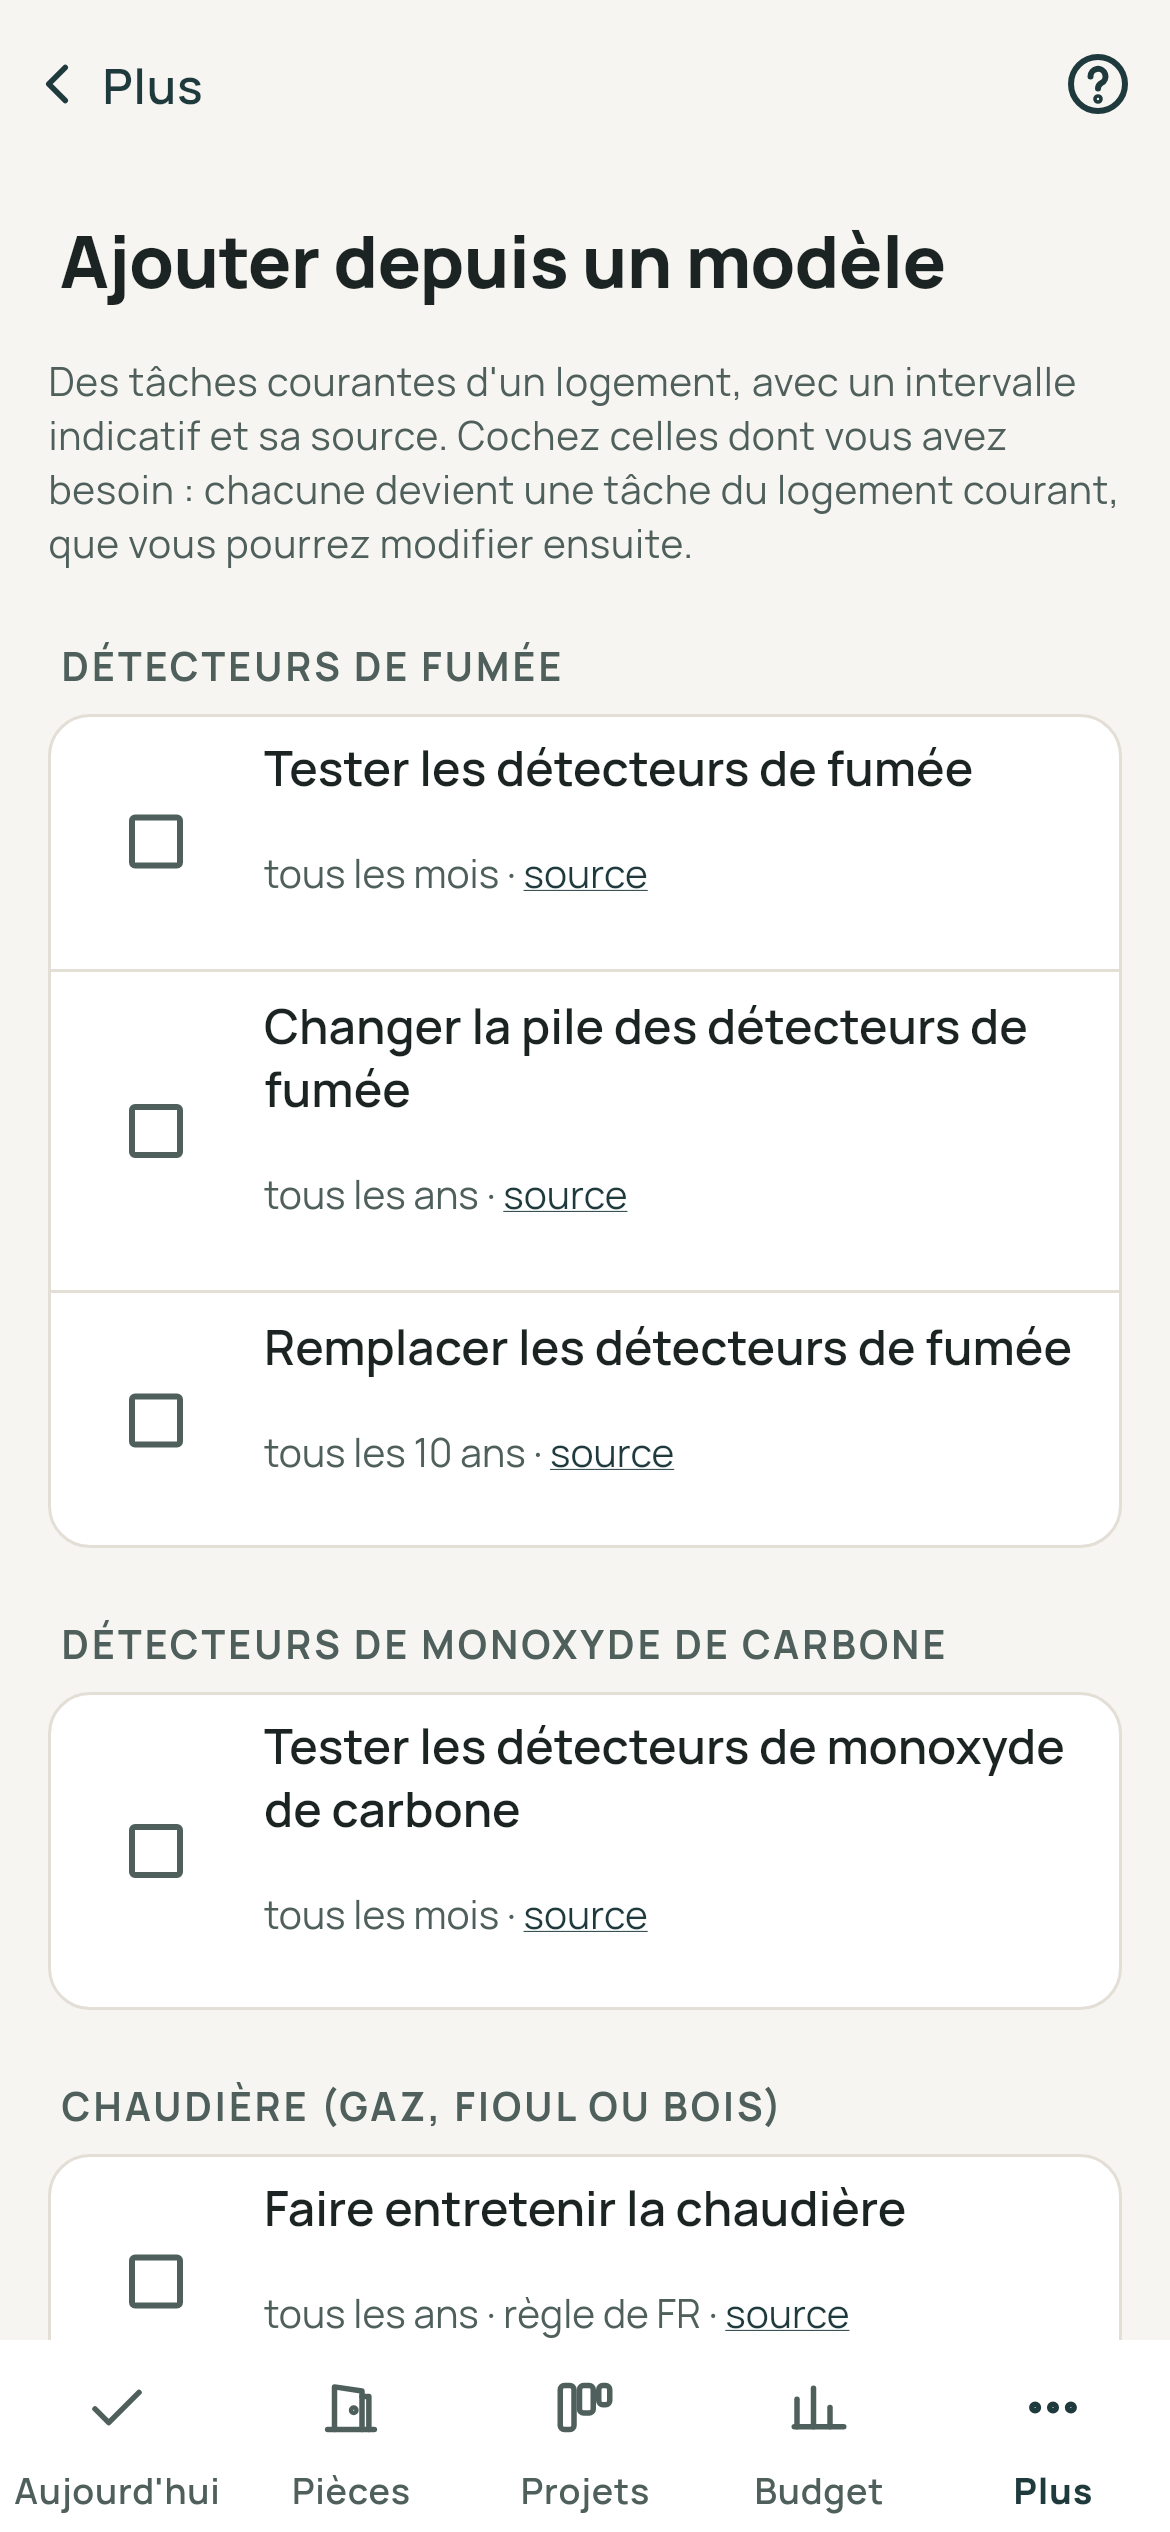 Plus
Ajouter depuis un modèle
Des tâches courantes d'un logement, avec un intervalle
indicatif et sa source. Cochez celles dont vous avez
besoin : chacune devient une tâche du logement courant,
que vous pourrez modifier ensuite.
DÉTECTEURS DE FUMÉE
Tester les détecteurs de fumée
tous les mois · source
Changer la pile des détecteurs de
fumée
tous les ans · source
Remplacer les détecteurs de fumée
tous les 10 ans · source
DÉTECTEURS DE MONOXYDE DE CARBONE
Tester les détecteurs de monoxyde
de carbone
tous les mois · source
CHAUDIÈRE (GAZ, FIOUL OU BOIS)
Faire entretenir la chaudière
tous les ans · règle de FR · source
Aujourd'hui
Pièces
Projets
Budget
Plus